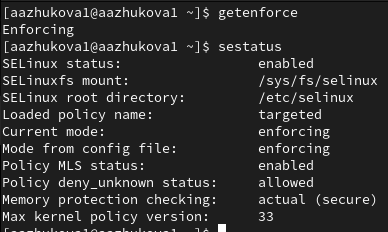 [aazhukova1@aazhukova1 ~]$ getenforce
Enforcing
[aazhukova1@aazhukova1 ~]$ sestatus
SELinux status:                 enabled
SELinuxfs mount:                /sys/fs/selinux
SELinux root directory:         /etc/selinux
Loaded policy name:             targeted
Current mode:                   enforcing
Mode from config file:          enforcing
Policy MLS status:              enabled
Policy deny_unknown status:     allowed
Memory protection checking:     actual (secure)
Max kernel policy version:      33